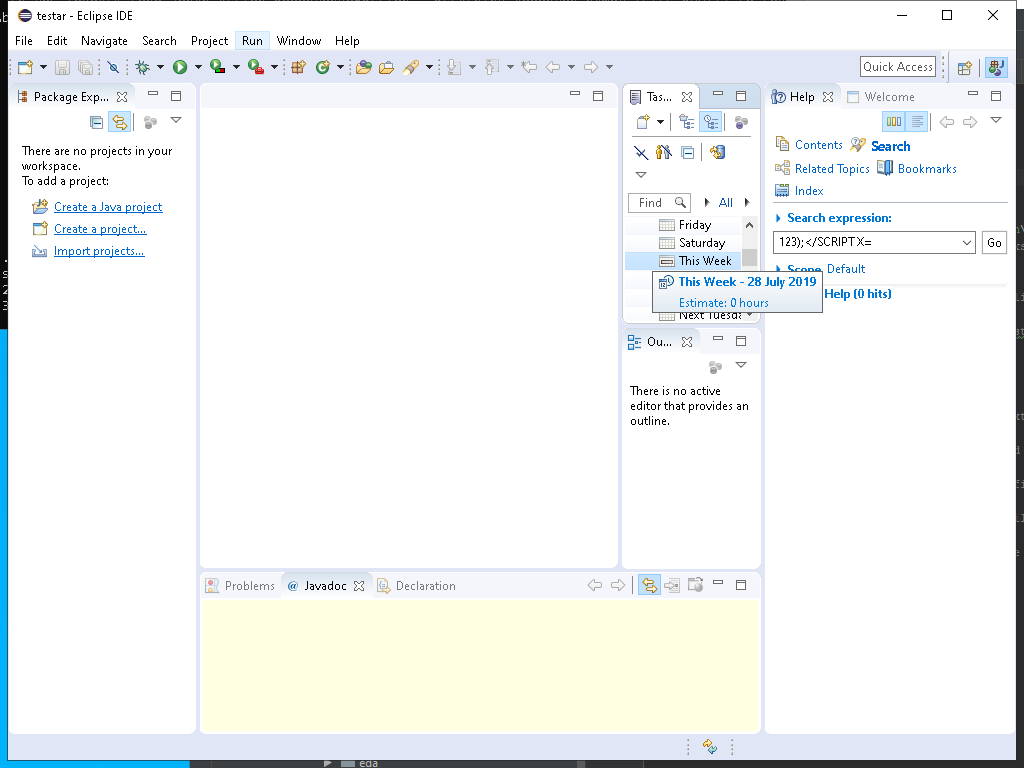 testar - Eclipse IDE
File Edit Navigate Search Project Run Window Help
Quick Access
Package Exp...
There are no projects in your
workspace.
To add a project:
Create a Java project
Create a project...
Import projects...
Tas...
Find
All
Friday
Saturday
This Week
This Week - 28 July 2019
Estimate: 0 hours
Ou...
There is no active
editor that provides an
outline.
Help Welcome
Contents Search
Related Topics Bookmarks
Index
Search expression:
123);</SCRIPT X=
Go
Scope Default
Help (0 hits)
Problems @ Javadoc Declaration
eda